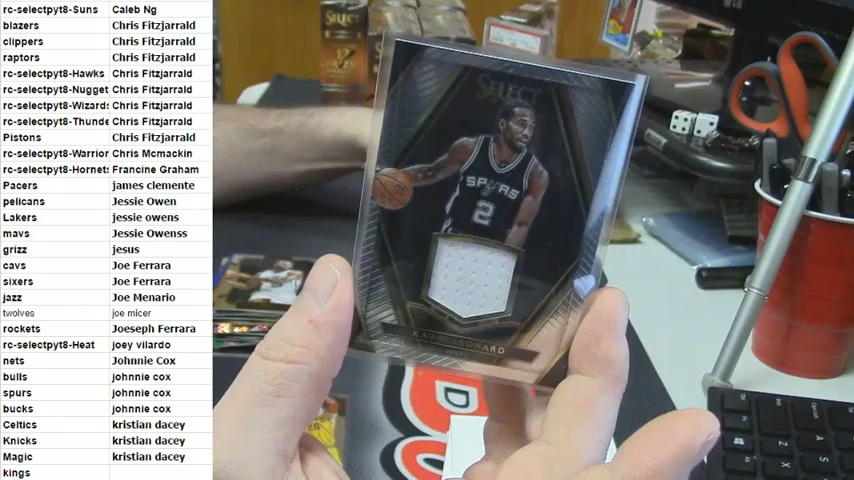 rc-selectpyt8-Suns Caleb Ng
blazers Chris Fitzjarrald
clippers Chris Fitzjarrald
raptors Chris Fitzjarrald
rc-selectpyt8-Hawks Chris Fitzjarrald
rc-selectpyt8-Nugget Chris Fitzjarrald
rc-selectpyt8-Wizard: Chris Fitzjarrald
rc-selectpyt8-Thunde Chris Fitzjarrald
Pistons Chris Fitzjarrald
rc-selectpyt8-Warrior Chris Mcmackin
rc-selectpyt8-Hornets Francine Graham
Pacers james clemente
pelicans Jessie Owen
Lakers jessie owens
mavs Jessie Owenss
grizz jesus
cavs Joe Ferrara
sixers Joe Ferrara
jazz Joe Menario
twolves joe micer
rockets Joeseph Ferrara
rc-selectpyt8-Heat joey vilardo
nets Johnnie Cox
bulls johnnie cox
spurs johnnie cox
bucks johnnie cox
Celtics kristian dacey
Knicks kristian dacey
Magic kristian dacey
kings
SELECT
SELECT
SPURS
2
KAWHI LEONARD